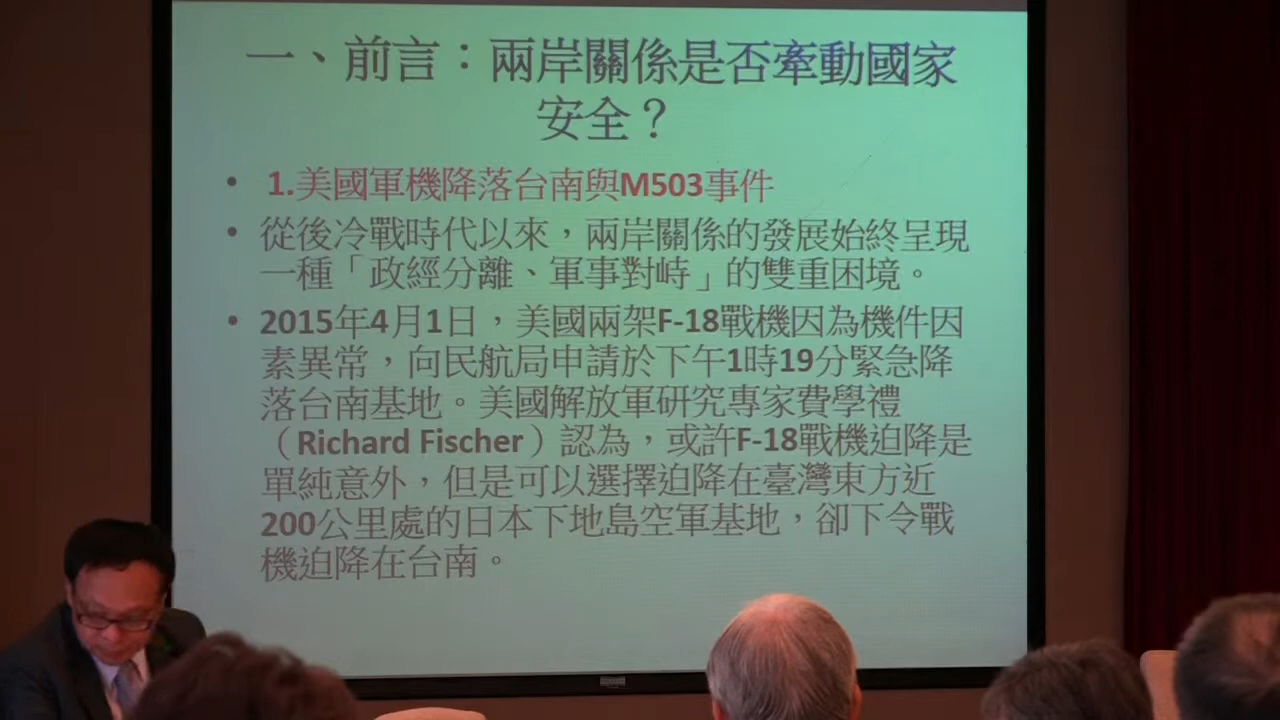 一、前言：兩岸關係是否牽動國家
安全？
• 1.美國軍機降落台南與M503事件
• 從後冷戰時代以來，兩岸關係的發展始終呈現
一種「政經分離、軍事對峙」的雙重困境。
• 2015年4月1日，美國兩架F-18戰機因為機件因
素異常，向民航局申請於下午1時19分緊急降
落台南基地。美國解放軍研究專家費學禮
（Richard Fischer）認為，或許F-18戰機迫降是
單純意外，但是可以選擇迫降在臺灣東方近
200公里處的日本下地島空軍基地，卻下令戰
機迫降在台南。